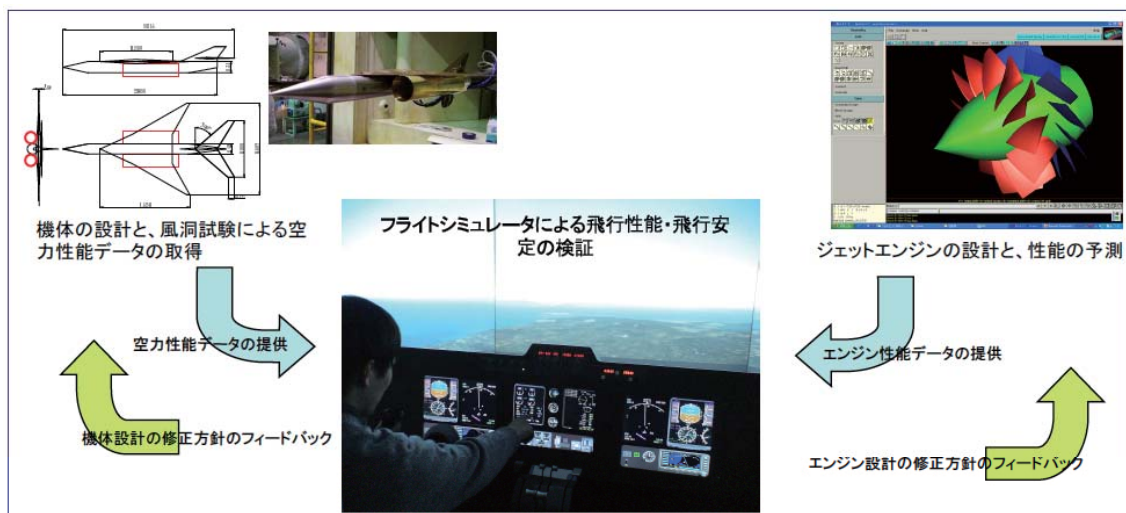 機体の設計と、風洞試験による空
力性能データの取得
フライトシミュレータによる飛行性能・飛行安
定の検証
ジェットエンジンの設計と、性能の予測
空力性能データの提供
エンジン性能データの提供
機体設計の修正方針のフィードバック
エンジン設計の修正方針のフィードバック